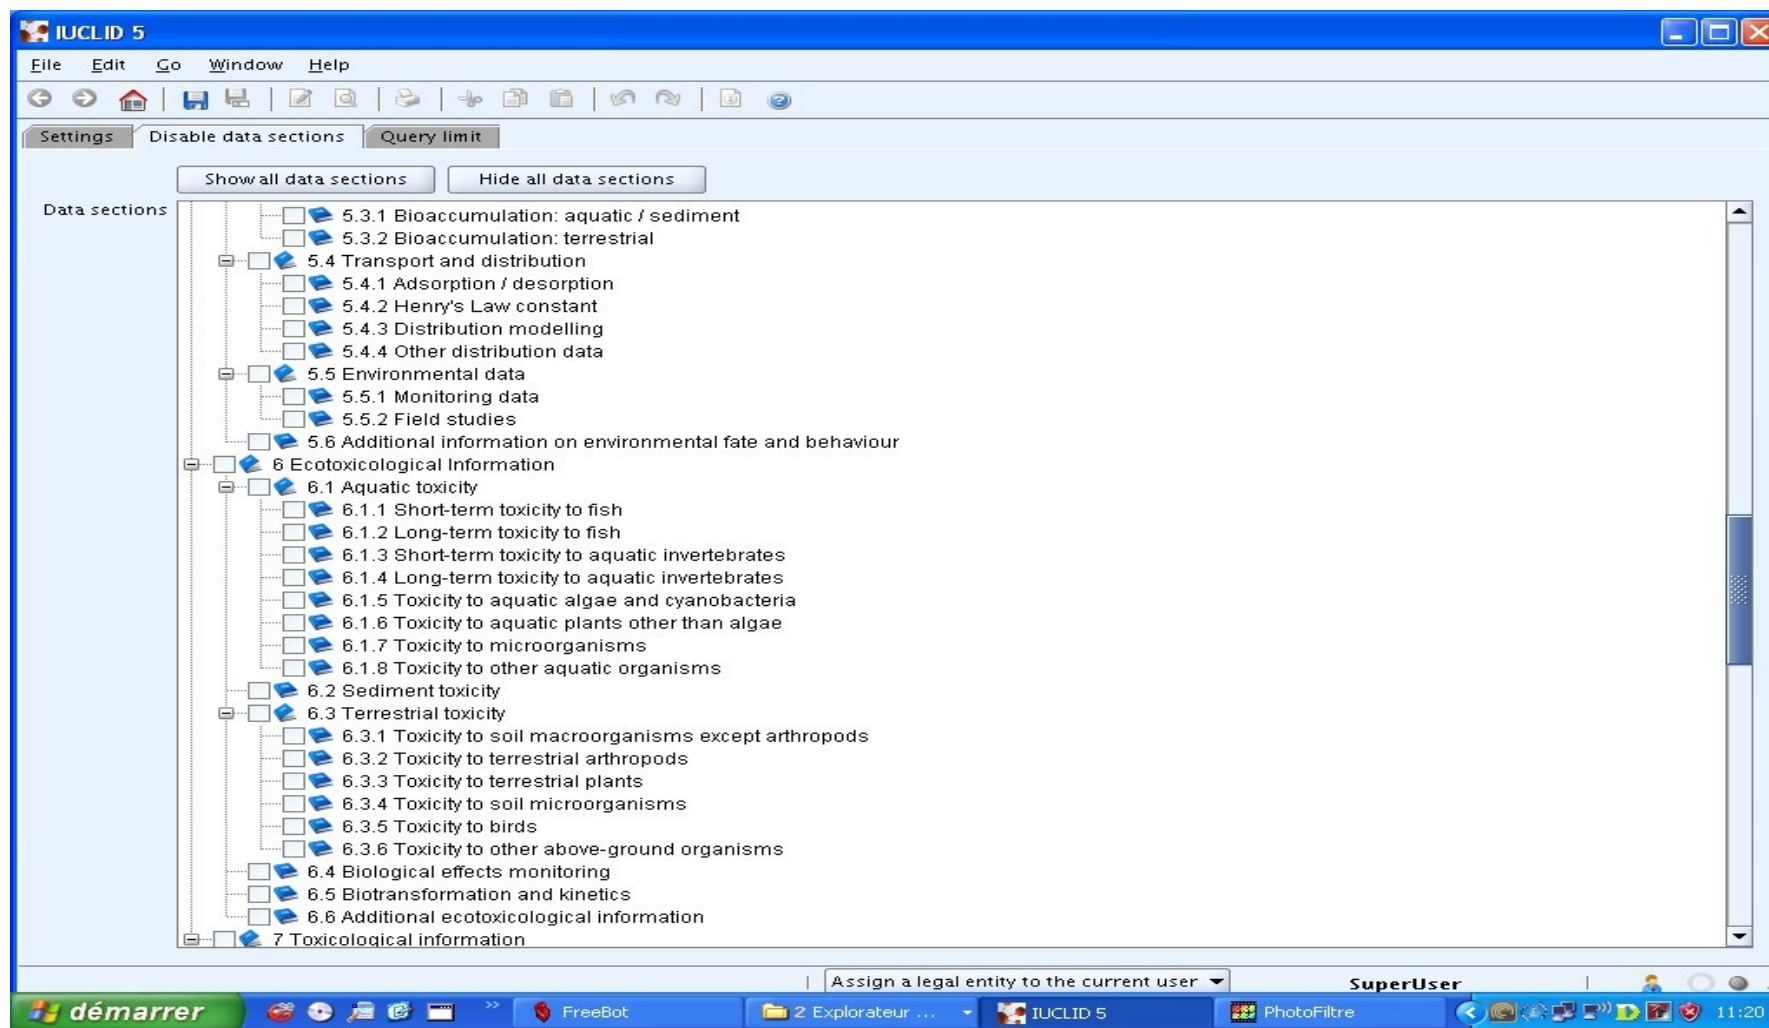 IUCLID 5
File Edit Go Window Help
Settings Disable data sections Query limit
Show all data sections Hide all data sections
Data sections
5.3.1 Bioaccumulation: aquatic / sediment
5.3.2 Bioaccumulation: terrestrial
5.4 Transport and distribution
5.4.1 Adsorption / desorption
5.4.2 Henry's Law constant
5.4.3 Distribution modelling
5.4.4 Other distribution data
5.5 Environmental data
5.5.1 Monitoring data
5.5.2 Field studies
5.6 Additional information on environmental fate and behaviour
6 Ecotoxicological Information
6.1 Aquatic toxicity
6.1.1 Short-term toxicity to fish
6.1.2 Long-term toxicity to fish
6.1.3 Short-term toxicity to aquatic invertebrates
6.1.4 Long-term toxicity to aquatic invertebrates
6.1.5 Toxicity to aquatic algae and cyanobacteria
6.1.6 Toxicity to aquatic plants other than algae
6.1.7 Toxicity to microorganisms
6.1.8 Toxicity to other aquatic organisms
6.2 Sediment toxicity
6.3 Terrestrial toxicity
6.3.1 Toxicity to soil macroorganisms except arthropods
6.3.2 Toxicity to terrestrial arthropods
6.3.3 Toxicity to terrestrial plants
6.3.4 Toxicity to soil microorganisms
6.3.5 Toxicity to birds
6.3.6 Toxicity to other above-ground organisms
6.4 Biological effects monitoring
6.5 Biotransformation and kinetics
6.6 Additional ecotoxicological information
7 Toxicological information
Assign a legal entity to the current user SuperUser
démarrer FreeBot 2 Explorateur ... IUCLID 5 PhotoFiltre 11:20